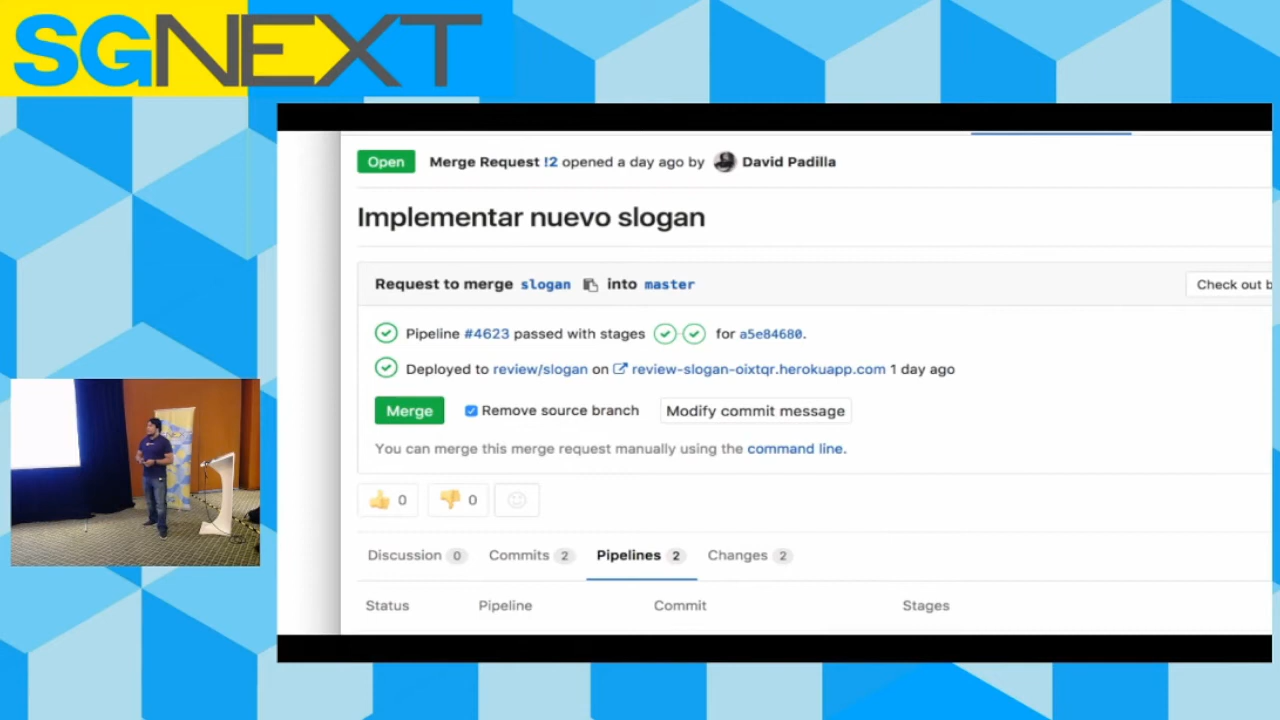 SGNEXT
Open Merge Request !2 opened a day ago by David Padilla
Implementar nuevo slogan
Request to merge slogan into master
Check out b
Pipeline #4623 passed with stages for a5e84680.
Deployed to review/slogan on review-slogan-oixtqr.herokuapp.com 1 day ago
Merge Remove source branch Modify commit message
You can merge this merge request manually using the command line.
0 0
Discussion 0 Commits 2 Pipelines 2 Changes 2
Status Pipeline Commit Stages